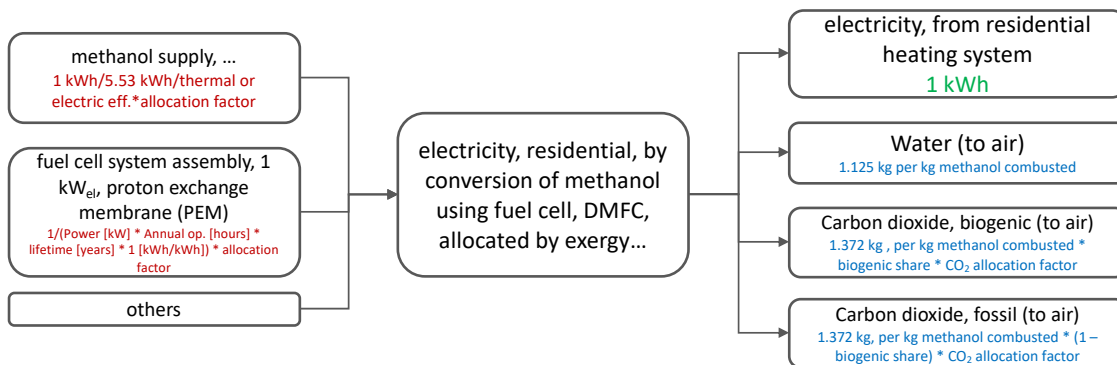 methanol supply, …
1 kWh/5.53 kWh/thermal or
electric eff.*allocation factor
fuel cell system assembly, 1
kWel, proton exchange
membrane (PEM)
1/(Power [kW] * Annual op. [hours] *
lifetime [years] * 1 [kWh/kWh]) * allocation
factor
others
electricity, residential, by
conversion of methanol
using fuel cell, DMFC,
allocated by exergy…
electricity, from residential
heating system
1 kWh
Water (to air)
1.125 kg per kg methanol combusted
Carbon dioxide, biogenic (to air)
1.372 kg , per kg methanol combusted *
biogenic share * CO₂ allocation factor
Carbon dioxide, fossil (to air)
1.372 kg, per kg methanol combusted * (1 –
biogenic share) * CO₂ allocation factor